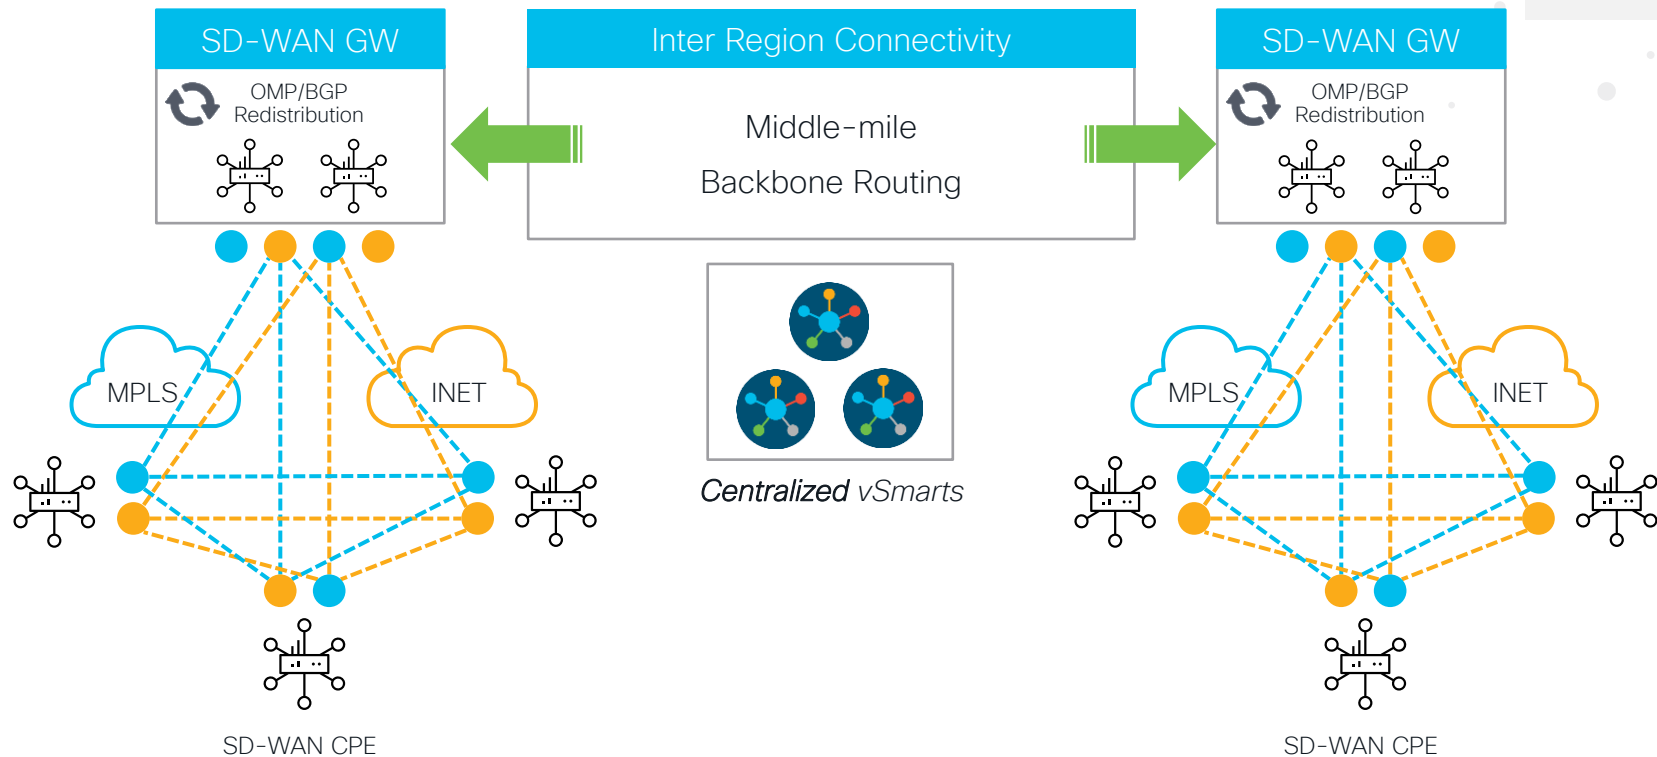 SD-WAN GW
OMP/BGP
Redistribution
Inter Region Connectivity
Middle-mile
Backbone Routing
SD-WAN GW
OMP/BGP
Redistribution
MPLS
INET
Centralized vSmarts
MPLS
INET
SD-WAN CPE
SD-WAN CPE